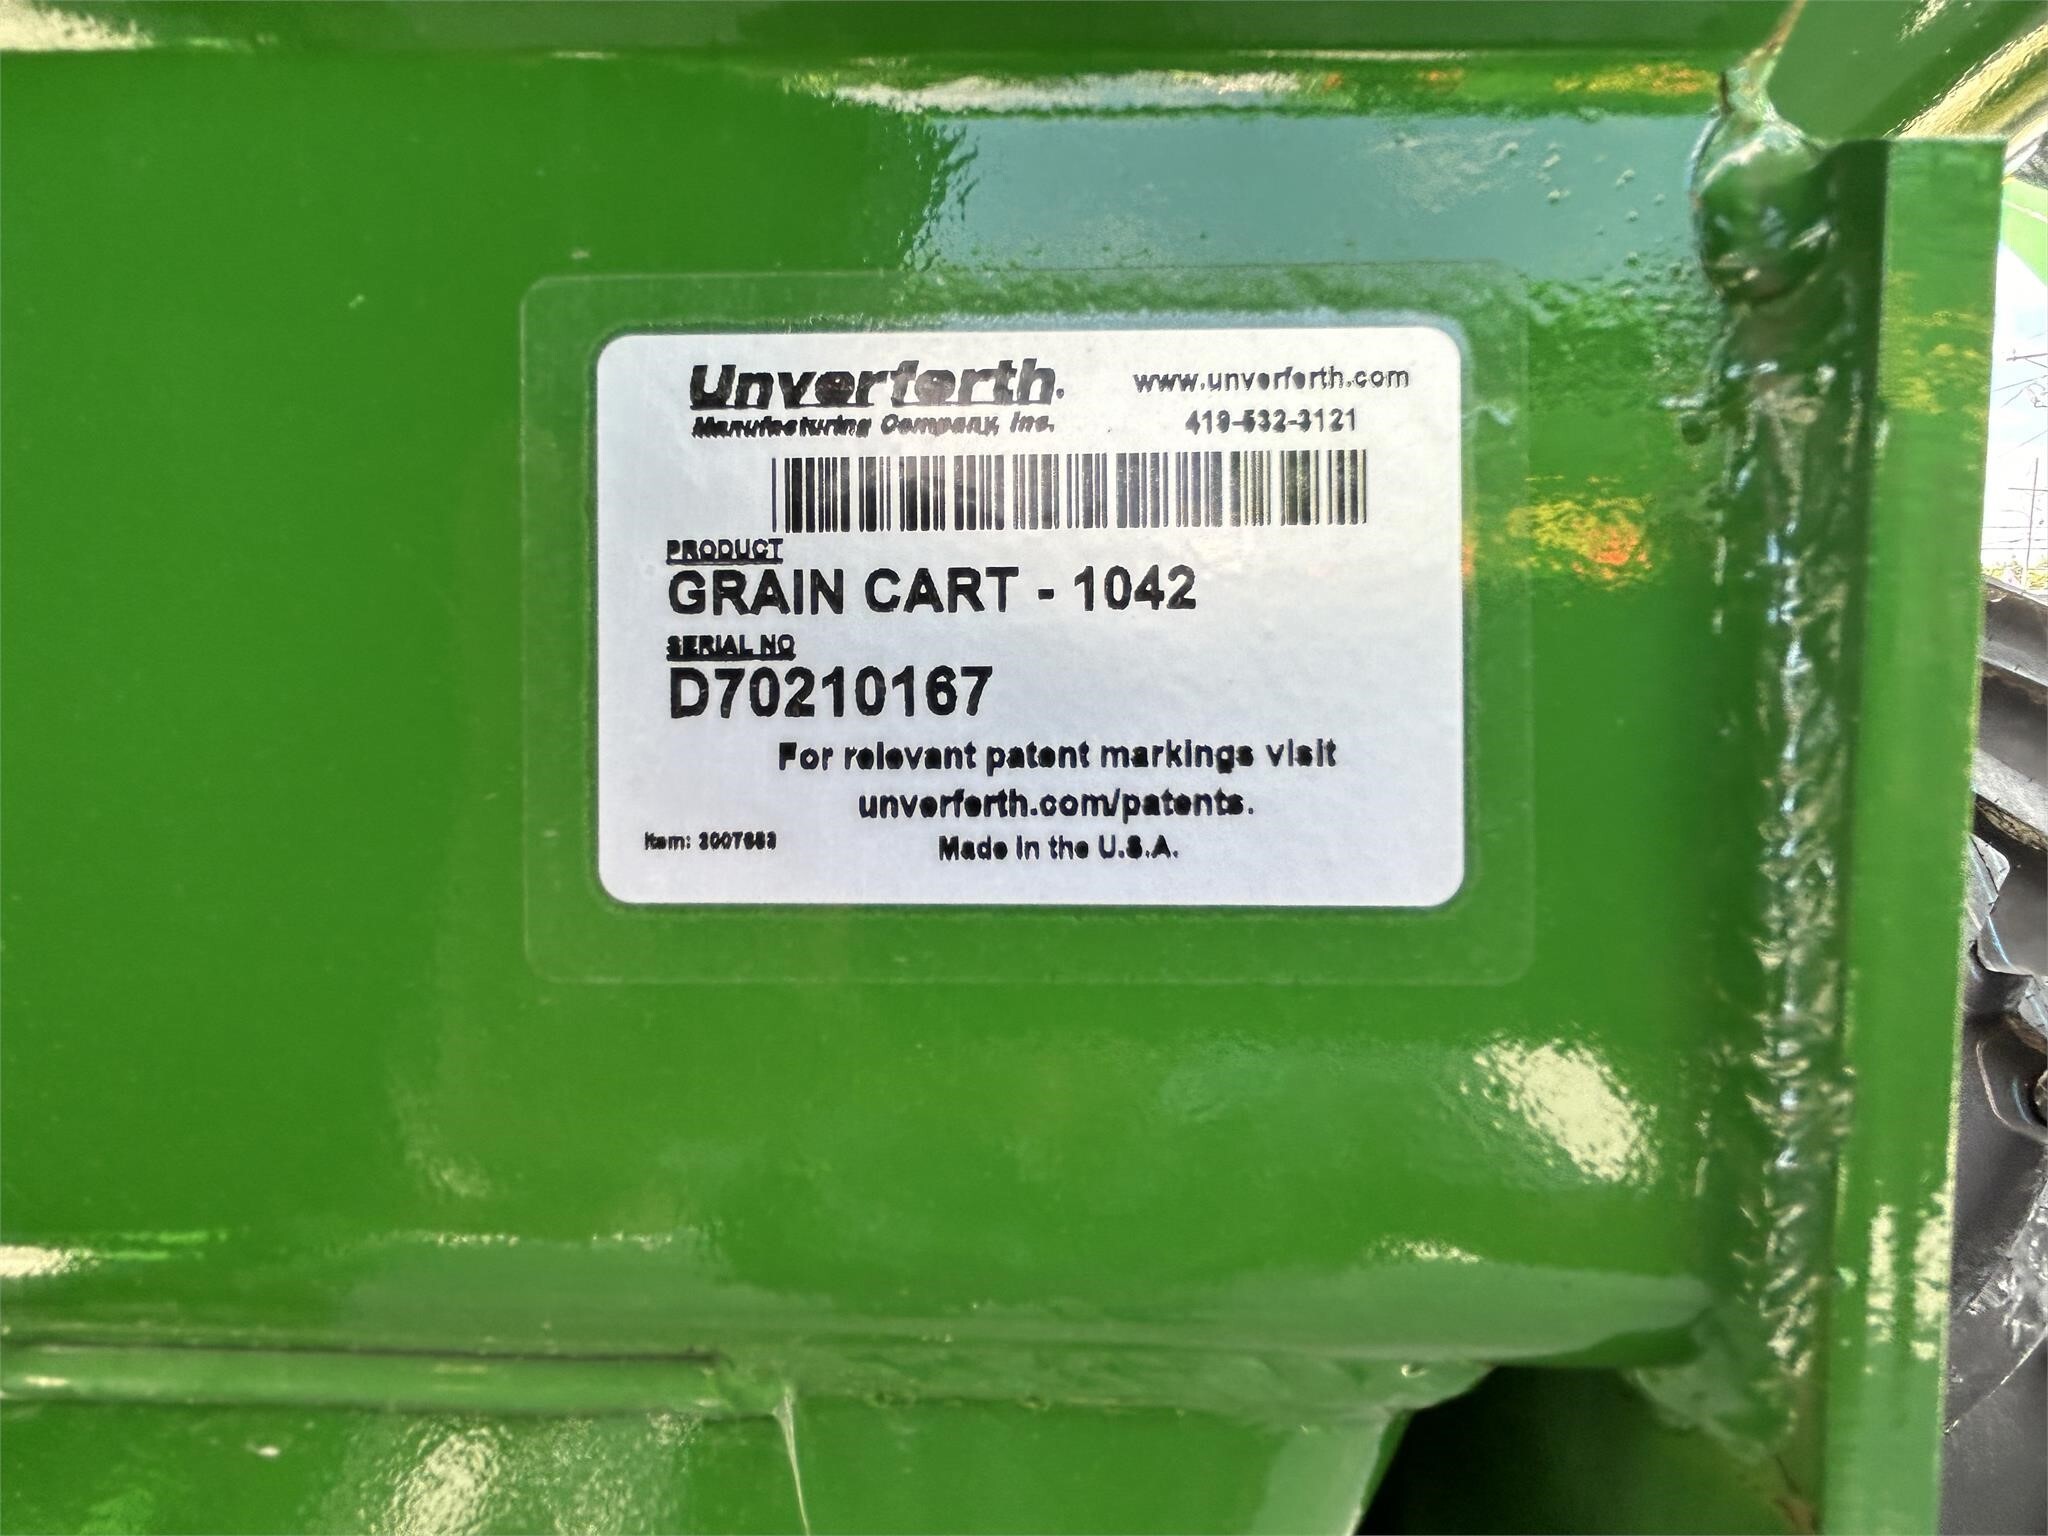 Unverferth.
Manufacturing Company, Inc.
www.unverferth.com
419-532-3121
PRODUCT
GRAIN CART - 1042
SERIAL NO
D70210167
For relevant patent markings visit
unverferth.com/patents.
Item:
Made in the U.S.A.